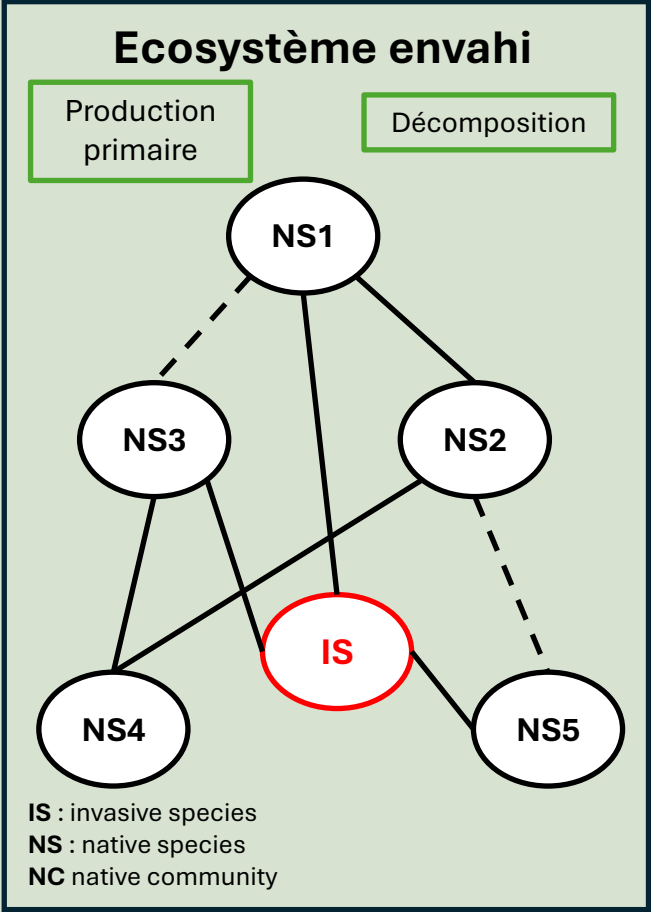 Ecosystème envahi
Production
primaire
Décomposition
NS1
NS3
NS2
IS
NS4
NS5
IS : invasive species
NS : native species
NC native community